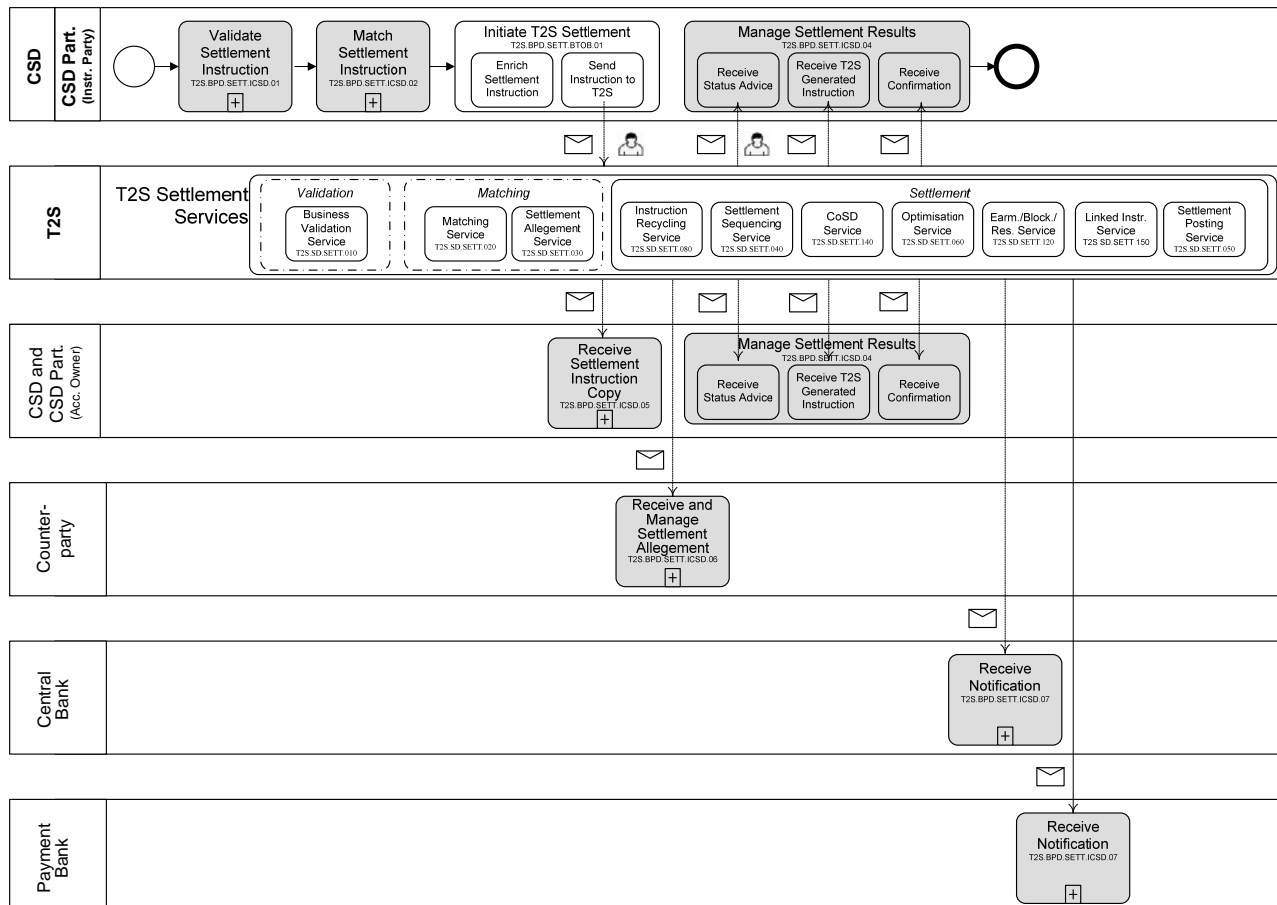 CSD
CSD Part.
(Instr. Party)
Validate
Settlement
Instruction
T2S.BPD.SETT.ICSD.01
Match
Settlement
Instruction
T2S.BPD.SETT.ICSD.02
Initiate T2S Settlement
T2S.BPD.SETT.BTOB.01
Enrich
Settlement
Instruction
Send
Instruction to
T2S
Manage Settlement Results
T2S.BPD.SETT.ICSD.04
Receive
Status Advice
Receive T2S
Generated
Instruction
Receive
Confirmation
T2S
T2S Settlement
Services
Validation
Business
Validation
Service
T2S.SD.SETT.010
Matching
Matching
Service
T2S.SD.SETT.020
Settlement
Allegement
Service
T2S.SD.SETT.030
Settlement
Instruction
Recycling
Service
T2S.SD.SETT.080
Settlement
Sequencing
Service
T2S.SD.SETT.040
CoSD
Service
T2S.SD.SETT.140
Optimisation
Service
T2S.SD.SETT.060
Earm./Block./
Res. Service
T2S.SD.SETT.120
Linked Instr.
Service
T2S SD.SETT 150
Settlement
Posting
Service
T2S.SD.SETT.050
CSD and
CSD Part.
(Acc. Owner)
Receive
Settlement
Instruction
Copy
T2S.BPD.SETT.ICSD.05
Manage Settlement Results
T2S.BPD.SETT.ICSD.04
Receive
Status Advice
Receive T2S
Generated
Instruction
Receive
Confirmation
Counter-
party
Receive and
Manage
Settlement
Allegement
T2S.BPD.SETT.ICSD.06
Central
Bank
Receive
Notification
T2S.BPD.SETT.ICSD.07
Payment
Bank
Receive
Notification
T2S.BPD.SETT.ICSD.07